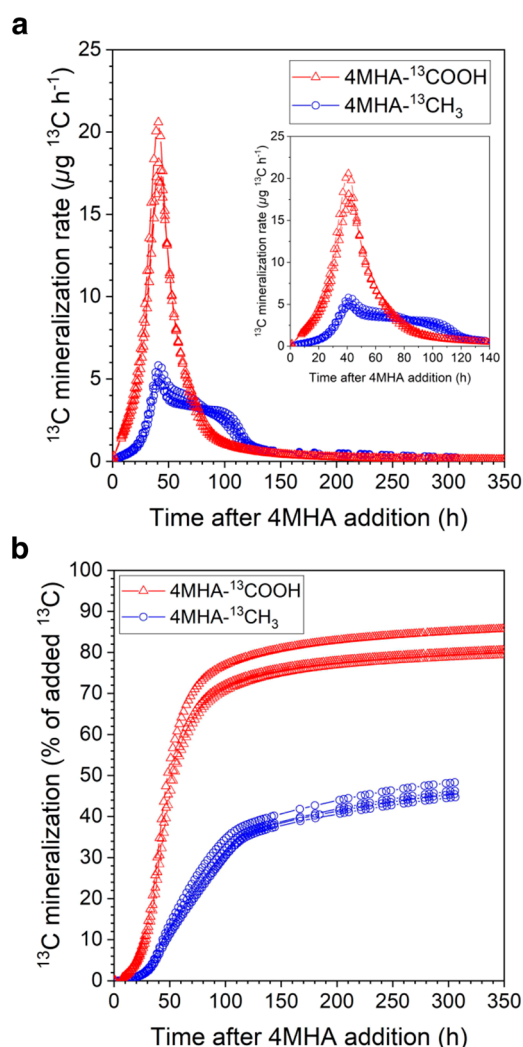 a
¹³C mineralization rate (µg ¹³C h⁻¹)
25
20
15
10
5
0
4MHA-¹³COOH
4MHA-¹³CH₃
¹³C mineralization rate (µg ¹³C h⁻¹)
25
20
15
10
5
0
0 20 40 60 80 100 120 140
Time after 4MHA addition (h)
0 50 100 150 200 250 300 350
Time after 4MHA addition (h)
b
¹³C mineralization (% of added ¹³C)
100
90
80
70
60
50
40
30
20
10
0
4MHA-¹³COOH
4MHA-¹³CH₃
0 50 100 150 200 250 300 350
Time after 4MHA addition (h)